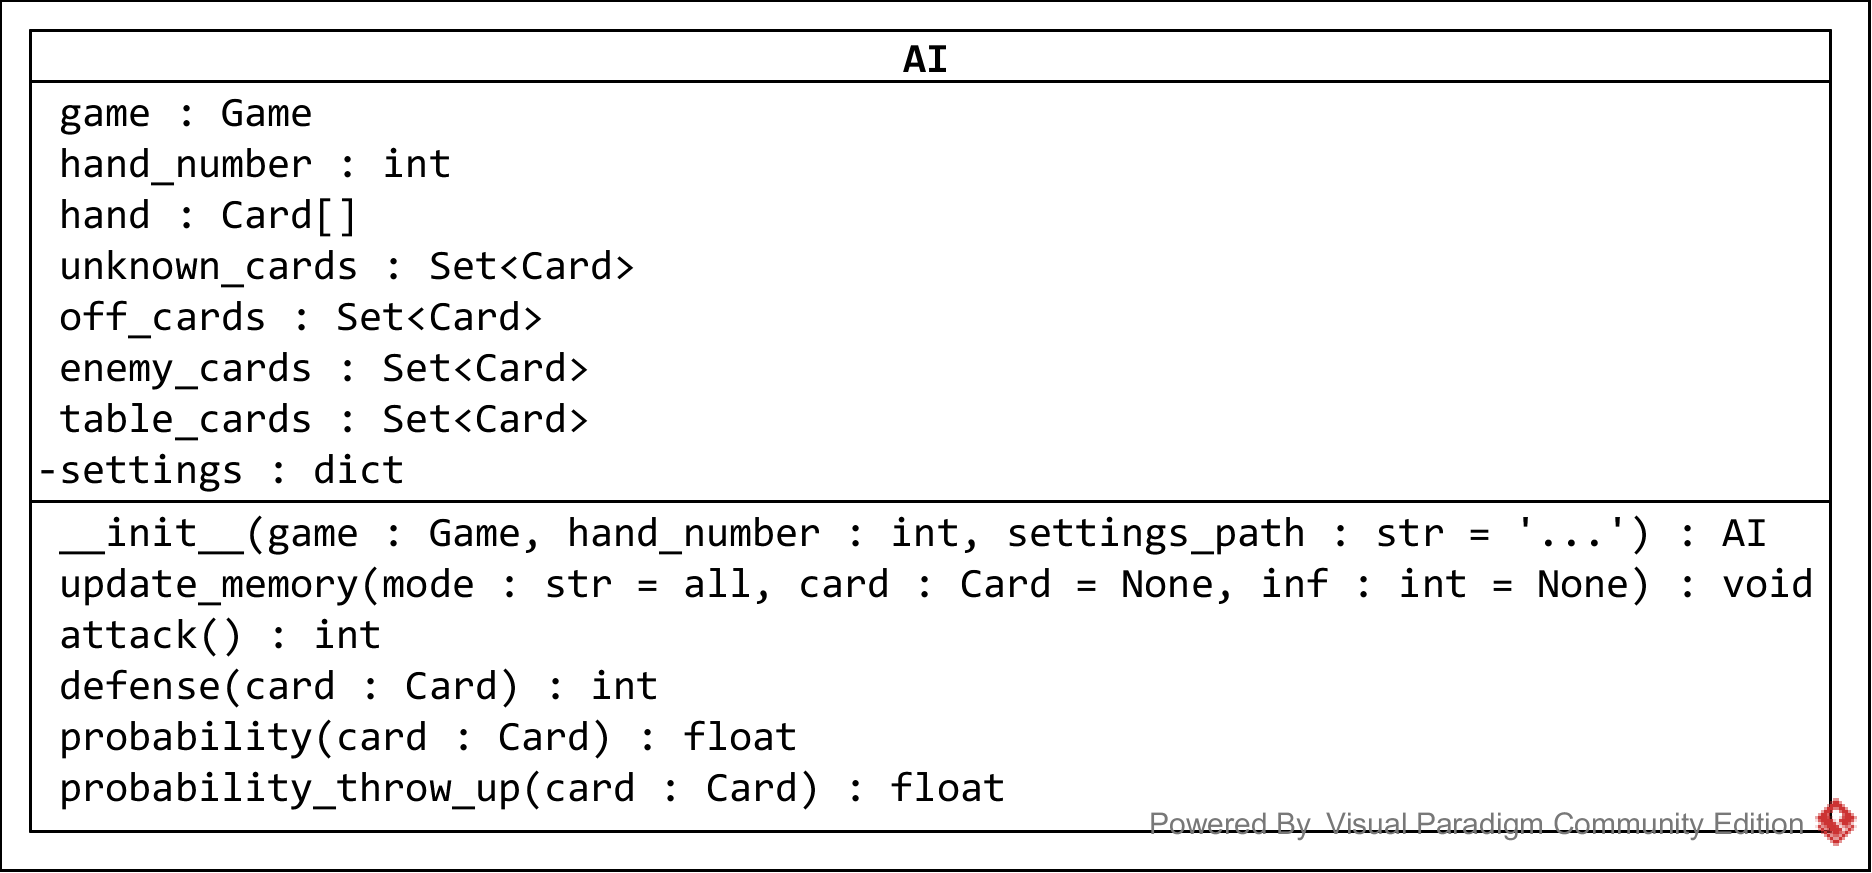 AI
game : Game
hand_number : int
hand : Card[]
unknown_cards : Set<Card>
off_cards : Set<Card>
enemy_cards : Set<Card>
table_cards : Set<Card>
-settings : dict
__init__(game : Game, hand_number : int, settings_path : str = '...') : AI
update_memory(mode : str = all, card : Card = None, inf : int = None) : void
attack() : int
defense(card : Card) : int
probability(card : Card) : float
probability_throw_up(card : Card) : float
Powered By Visual Paradigm Community Edition